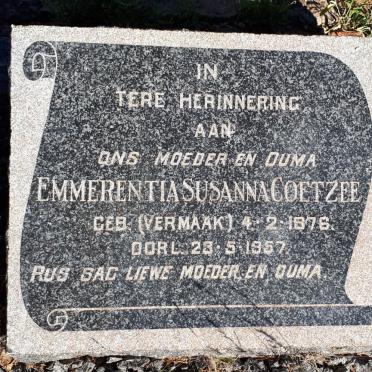 IN
TERE HERINNERING
AAN
ONS MOEDER EN OUMA
EMMERENTIA SUSANNA COETZEE
GEB. (VERMAAK) 4-2-1876.
OORL. 23-5-1957.
RUS SAG LIEWE MOEDER EN OUMA.